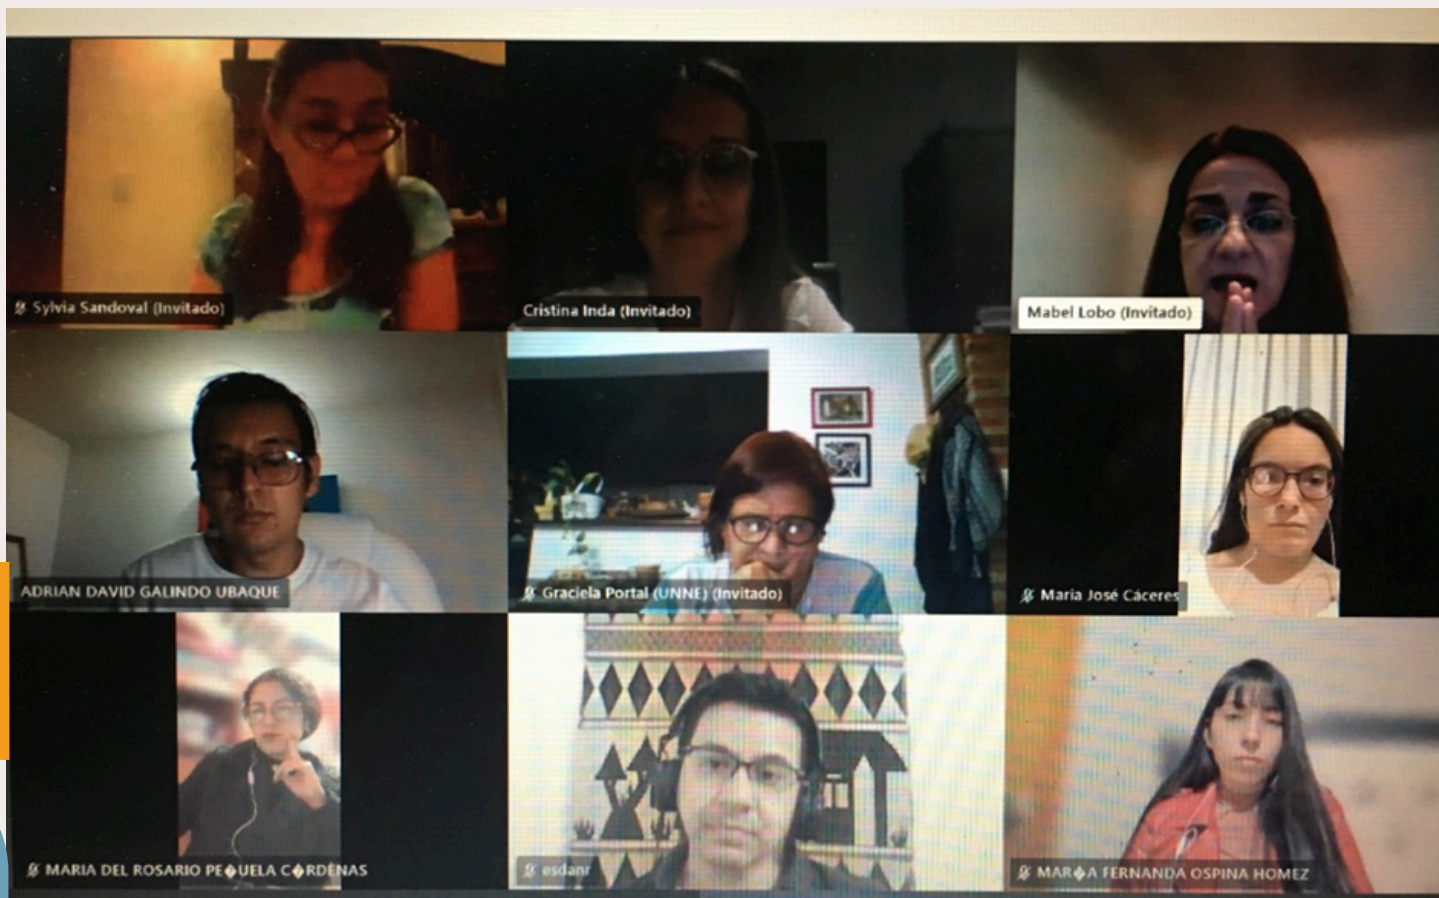 Sylvia Sandoval (Invitado)
Cristina Inda (Invitado)
Mabel Lobo (Invitado)
ADRIAN DAVID GALINDO UBAQUE
Graciela Portal (UNNE) (Invitado)
Maria José Cáceres
MARIA DEL ROSARIO PE�UELA C�RDENAS
esdanr
MAR�A FERNANDA OSPINA HOMEZ